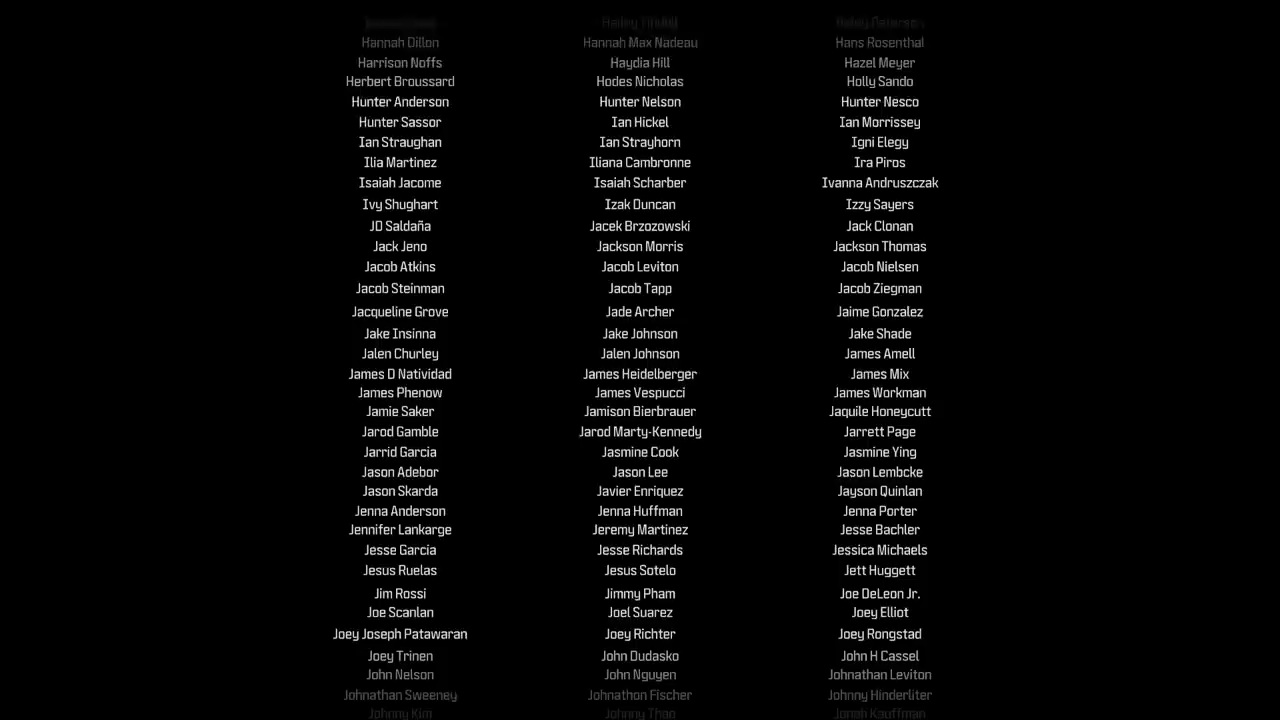 Hannah Dillon Hannah Max Nadeau Hans Rosenthal
Harrison Noffs Haydia Hill Hazel Meyer
Herbert Broussard Hodes Nicholas Holly Sando
Hunter Anderson Hunter Nelson Hunter Nesco
Hunter Sassor Ian Hickel Ian Morrissey
Ian Straughan Ian Strayhorn Igni Elegy
Ilia Martinez Iliana Cambronne Ira Piros
Isaiah Jacome Isaiah Scharber Ivanna Andruszczak
Ivy Shughart Izak Duncan Izzy Sayers
JD Saldaña Jacek Brzozowski Jack Clonan
Jack Jeno Jackson Morris Jackson Thomas
Jacob Atkins Jacob Leviton Jacob Nielsen
Jacob Steinman Jacob Tapp Jacob Ziegman
Jacqueline Grove Jade Archer Jaime Gonzalez
Jake Insinna Jake Johnson Jake Shade
Jalen Churley Jalen Johnson James Amell
James D Natividad James Heidelberger James Mix
James Phenow James Vespucci James Workman
Jamie Saker Jamison Bierbrauer Jaquile Honeycutt
Jarod Gamble Jarod Marty-Kennedy Jarrett Page
Jarrid Garcia Jasmine Cook Jasmine Ying
Jason Adebor Jason Lee Jason Lembcke
Jason Skarda Javier Enriquez Jayson Quinlan
Jenna Anderson Jenna Huffman Jenna Porter
Jennifer Lankarge Jeremy Martinez Jesse Bachler
Jesse Garcia Jesse Richards Jessica Michaels
Jesus Ruelas Jesus Sotelo Jett Huggett
Jim Rossi Jimmy Pham Joe DeLeon Jr.
Joe Scanlan Joel Suarez Joey Elliot
Joey Joseph Patawaran Joey Richter Joey Rongstad
Joey Trinen John Dudasko John H Cassel
John Nelson John Nguyen Johnathan Leviton
Johnathan Sweeney Johnathon Fischer Johnny Hinderliter
Johnny Kim Johnny Thao Jonah Kauffman